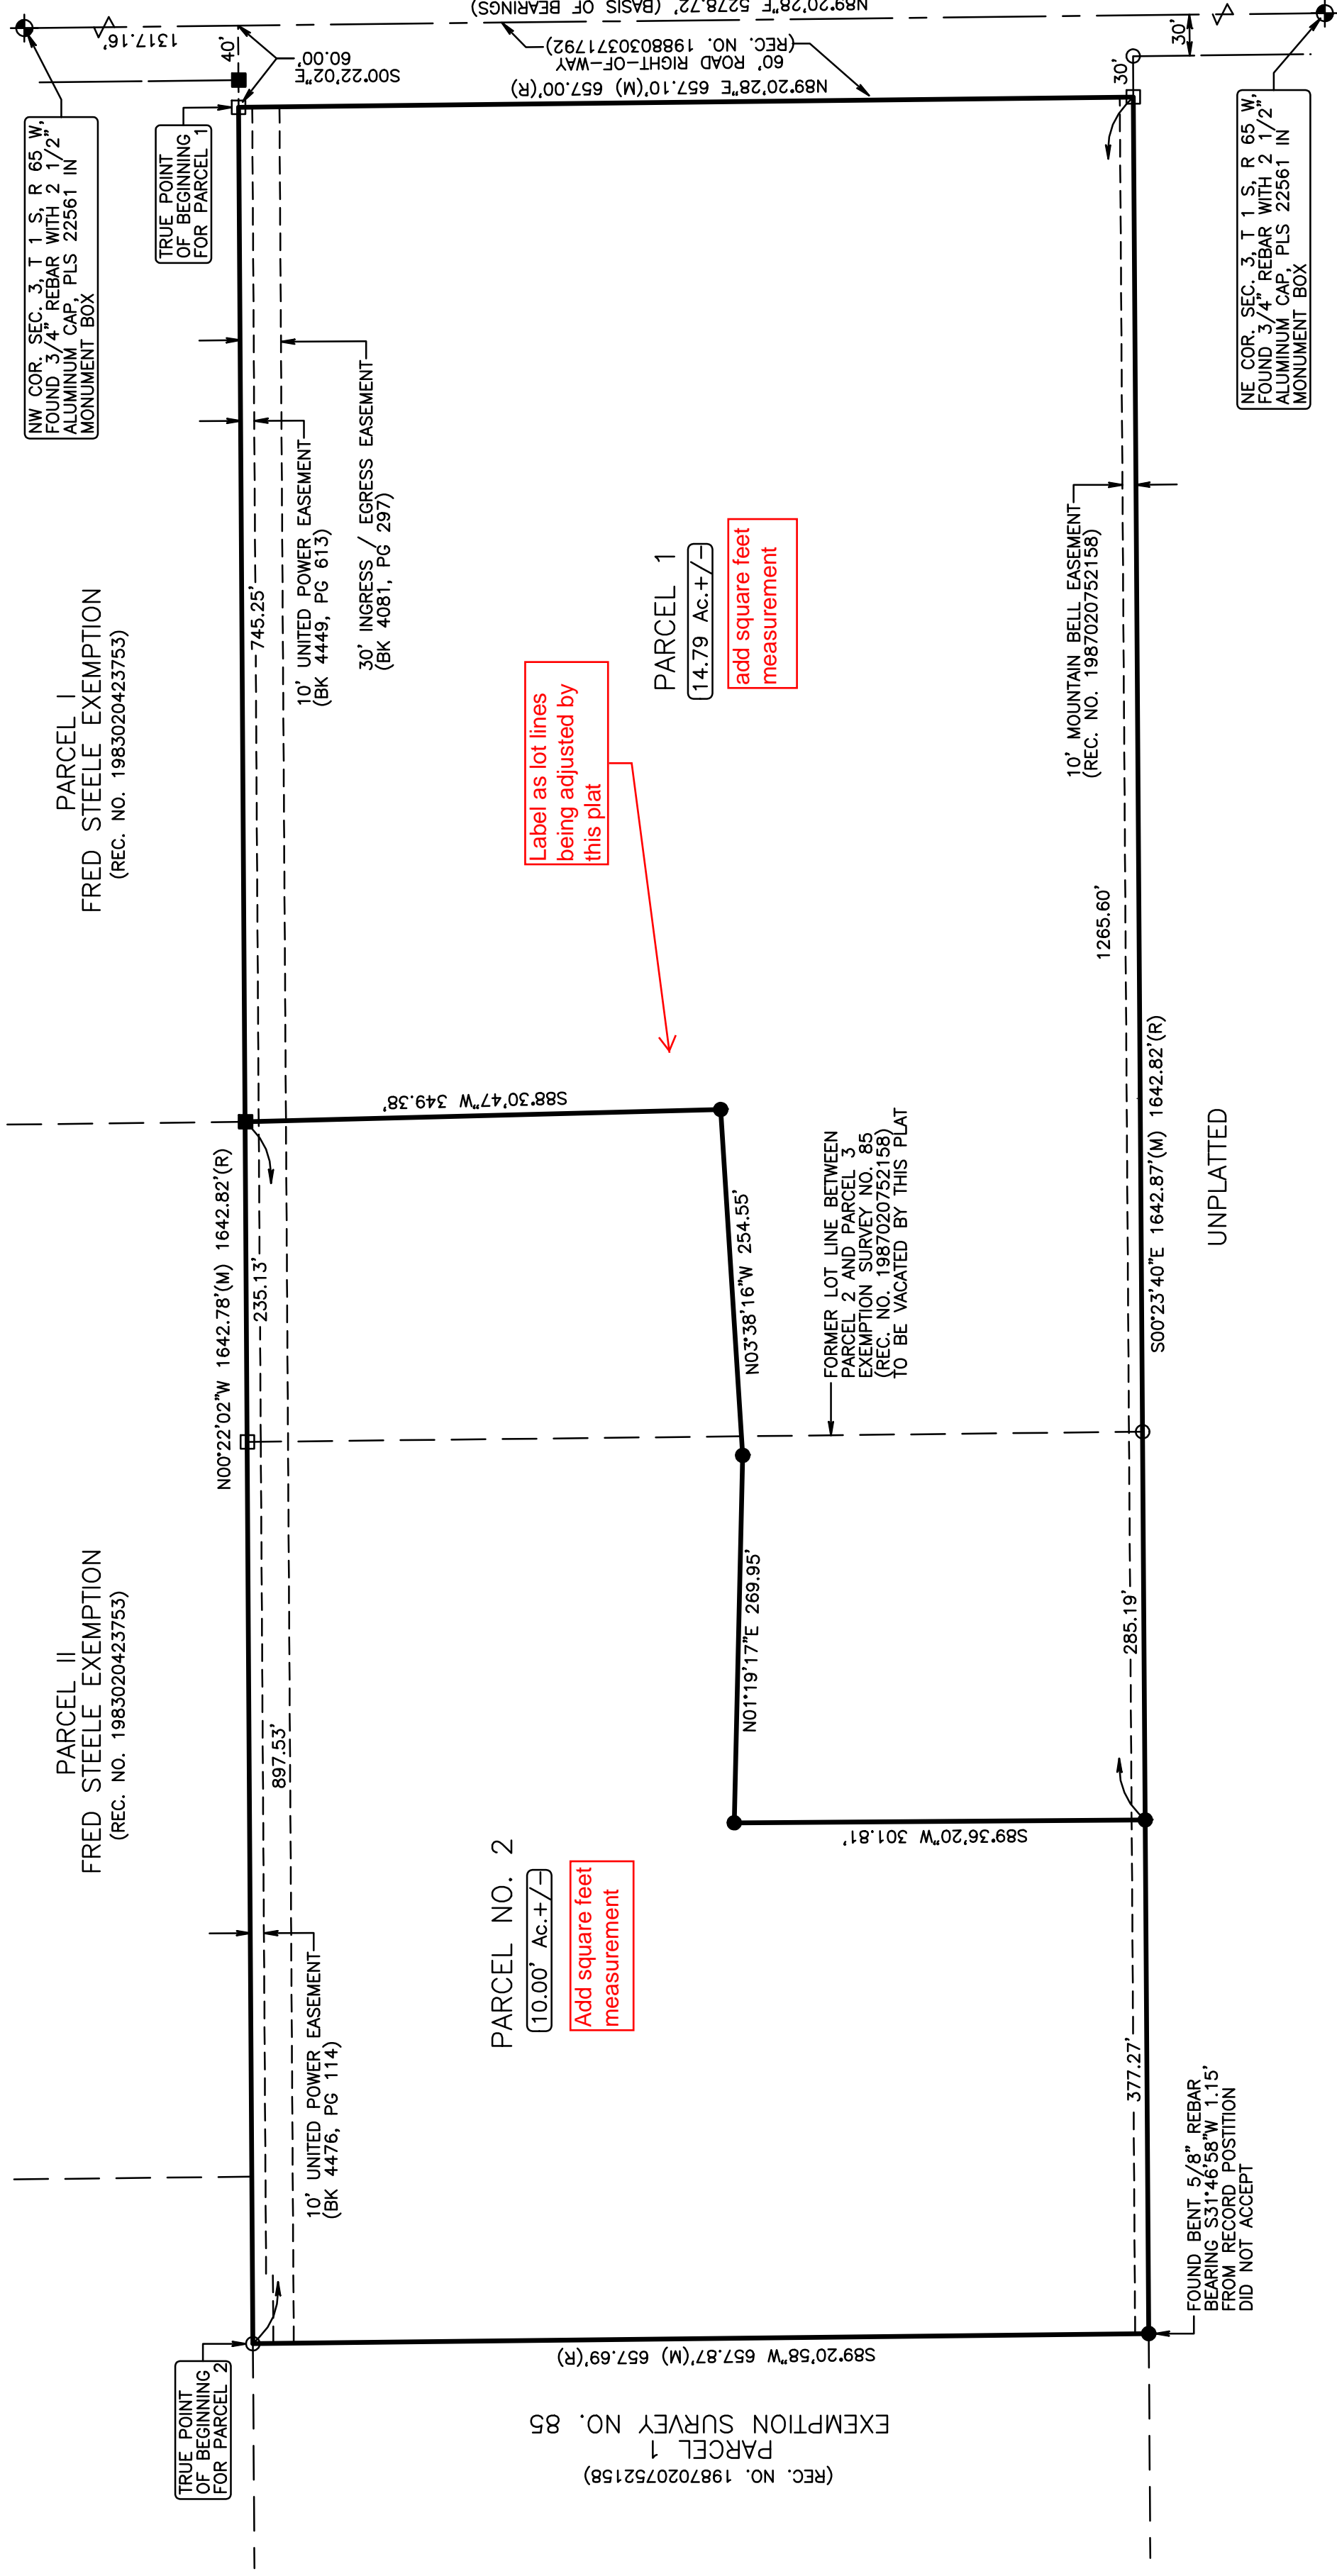 N89°20'28"E 5278.72' (BASIS OF BEARINGS)
(REC. NO. 1988030371792)
60' ROAD RIGHT-OF-WAY
N89°20'28"E 657.10'(M) 657.00'(R)
1317.16'
40'
S00°22'02"E
60.00'
30'
30'
NW COR. SEC. 3, T 1 S, R 65 W,
FOUND 3/4" REBAR WITH 2 1/2"
ALUMINUM CAP, PLS 22561 IN
MONUMENT BOX
TRUE POINT
OF BEGINNING
FOR PARCEL 1
NE COR. SEC. 3, T 1 S, R 65 W,
FOUND 3/4" REBAR WITH 2 1/2"
ALUMINUM CAP, PLS 22561 IN
MONUMENT BOX
PARCEL I
FRED STEELE EXEMPTION
(REC. NO. 1983020423753)
745.25'
10' UNITED POWER EASEMENT
(BK 4449, PG 613)
30' INGRESS / EGRESS EASEMENT
(BK 4081, PG 297)
PARCEL 1
14.79 Ac.+/-
add square feet
measurement
Label as lot lines
being adjusted by
this plat
10' MOUNTAIN BELL EASEMENT
(REC. NO. 1987020752158)
1265.60'
S88°30'47"W 349.38'
N00°22'02"W 1642.78'(M) 1642.82'(R)
235.13'
N03°38'16"W 254.55'
FORMER LOT LINE BETWEEN
PARCEL 2 AND PARCEL 3
EXEMPTION SURVEY NO. 85
(REC. NO. 1987020752158)
TO BE VACATED BY THIS PLAT
S00°23'40"E 1642.87'(M) 1642.82'(R)
UNPLATTED
PARCEL II
FRED STEELE EXEMPTION
(REC. NO. 1983020423753)
897.53'
N01°19'17"E 269.95'
285.19'
S89°36'20"W 301.81'
PARCEL NO. 2
10.00' Ac.+/-
Add square feet
measurement
10' UNITED POWER EASEMENT
(BK 4476, PG 114)
377.27'
FOUND BENT 5/8" REBAR
BEARING S31°46'58"W 1.15'
FROM RECORD POSTITION
DID NOT ACCEPT
TRUE POINT
OF BEGINNING
FOR PARCEL 2
S89°20'58"W 657.87'(M) 657.69'(R)
EXEMPTION SURVEY NO. 85
PARCEL 1
(REC. NO. 1987020752158)